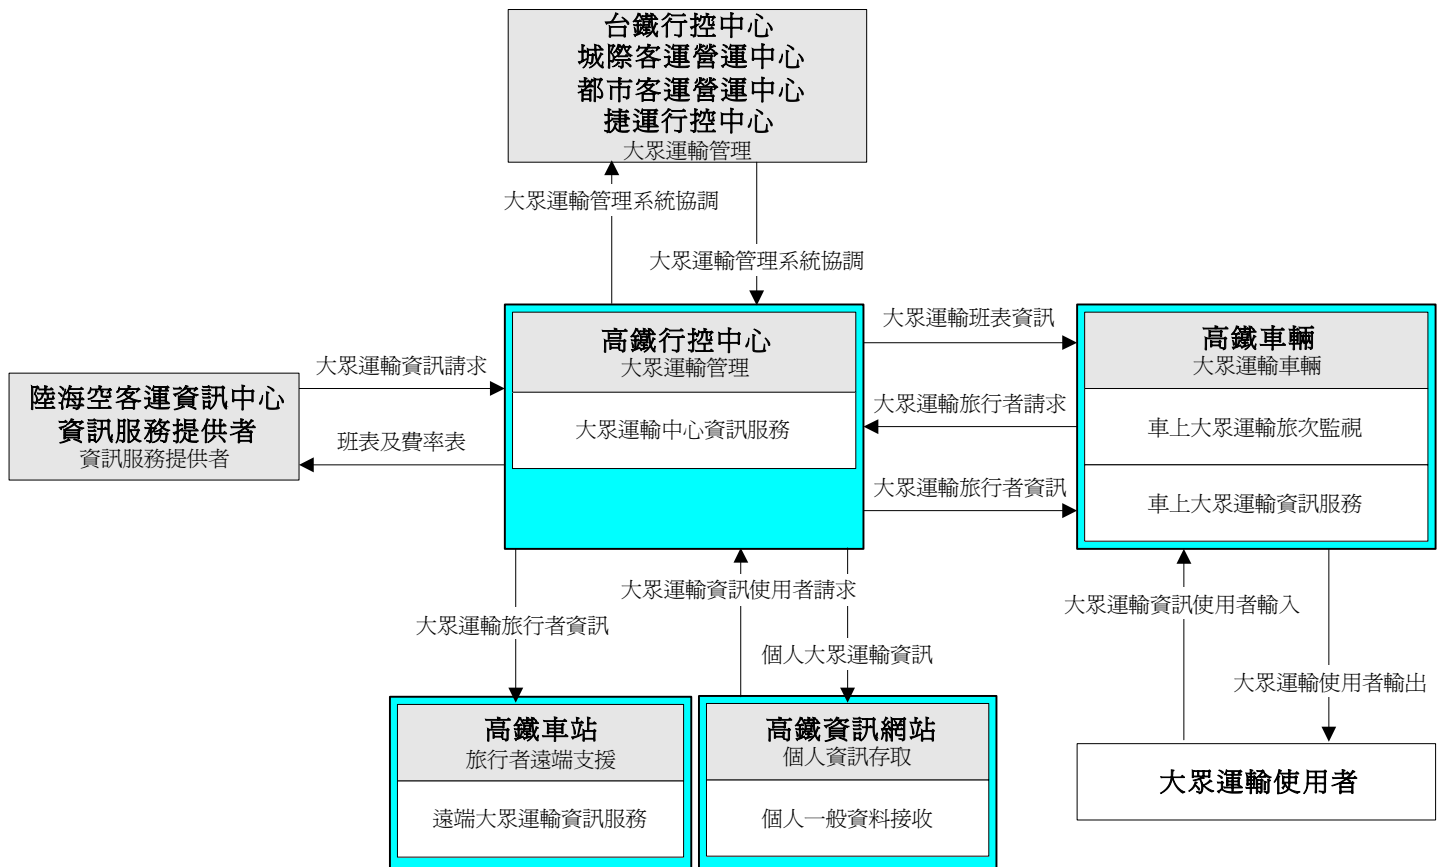 台鐵行控中心
城際客運營運中心
都市客運營運中心
捷運行控中心
大眾運輸管理
大眾運輸管理系統協調
大眾運輸管理系統協調
高鐵行控中心
大眾運輸管理
大眾運輸中心資訊服務
大眾運輸班表資訊
大眾運輸旅行者請求
大眾運輸旅行者資訊
高鐵車輛
大眾運輸車輛
車上大眾運輸旅次監視
車上大眾運輸資訊服務
大眾運輸資訊請求
班表及費率表
陸海空客運資訊中心
資訊服務提供者
資訊服務提供者
大眾運輸旅行者資訊
大眾運輸資訊使用者請求
個人大眾運輸資訊
大眾運輸資訊使用者輸入
大眾運輸使用者輸出
高鐵車站
旅行者遠端支援
遠端大眾運輸資訊服務
高鐵資訊網站
個人資訊存取
個人一般資料接收
大眾運輸使用者